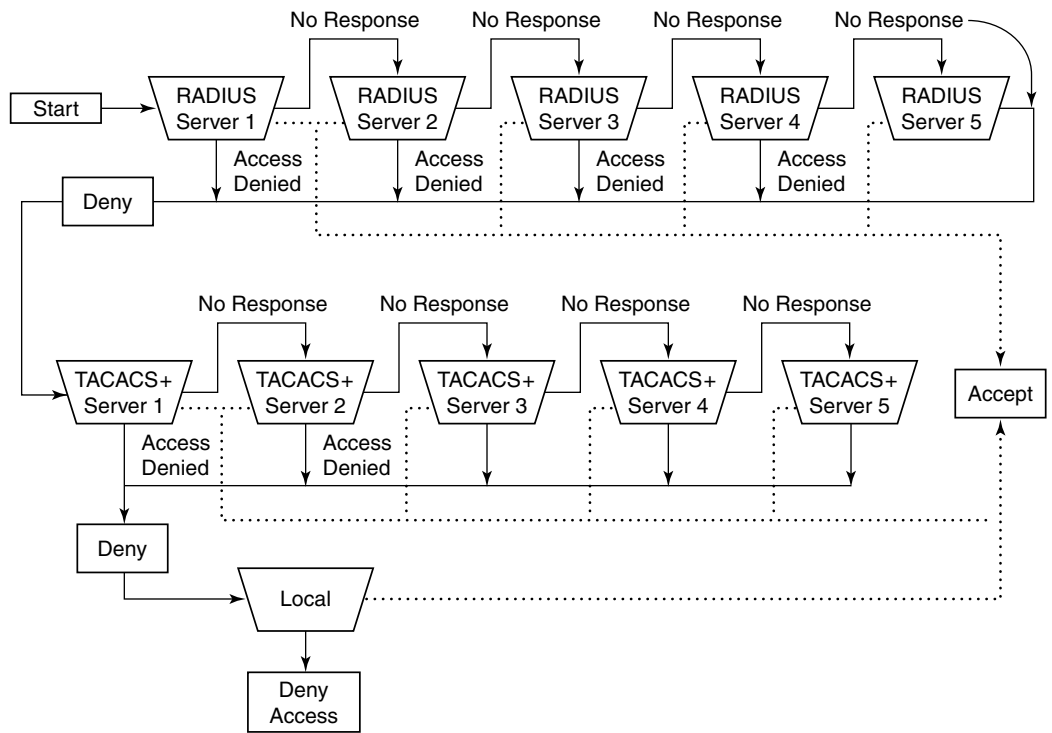 No Response
No Response
No Response
No Response
Start
RADIUS
Server 1
RADIUS
Server 2
RADIUS
Server 3
RADIUS
Server 4
RADIUS
Server 5
Access
Denied
Access
Denied
Access
Denied
Access
Denied
Deny
No Response
No Response
No Response
No Response
TACACS+
Server 1
TACACS+
Server 2
TACACS+
Server 3
TACACS+
Server 4
TACACS+
Server 5
Accept
Access
Denied
Access
Denied
Deny
Local
Deny
Access